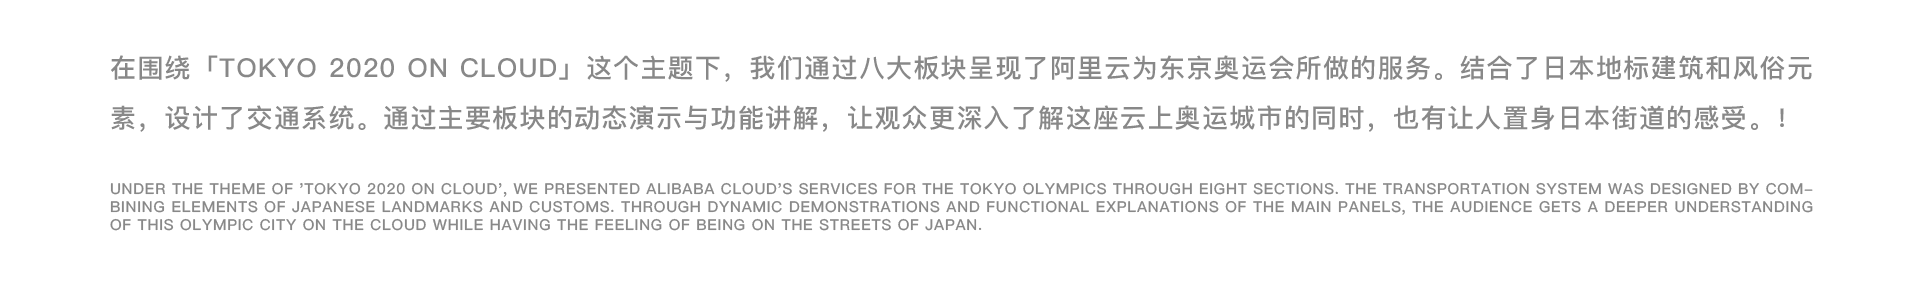 在围绕「TOKYO 2020 ON CLOUD」这个主题下，我们通过八大板块呈现了阿里云为东京奥运会所做的服务。结合了日本地标建筑和风俗元
素，设计了交通系统。通过主要板块的动态演示与功能讲解，让观众更深入了解这座云上奥运城市的同时，也有让人置身日本街道的感受。！
UNDER THE THEME OF ’TOKYO 2020 ON CLOUD’, WE PRESENTED ALIBABA CLOUD’S SERVICES FOR THE TOKYO OLYMPICS THROUGH EIGHT SECTIONS. THE TRANSPORTATION SYSTEM WAS DESIGNED BY COM–
BINING ELEMENTS OF JAPANESE LANDMARKS AND CUSTOMS. THROUGH DYNAMIC DEMONSTRATIONS AND FUNCTIONAL EXPLANATIONS OF THE MAIN PANELS, THE AUDIENCE GETS A DEEPER UNDERSTANDING
OF THIS OLYMPIC CITY ON THE CLOUD WHILE HAVING THE FEELING OF BEING ON THE STREETS OF JAPAN.